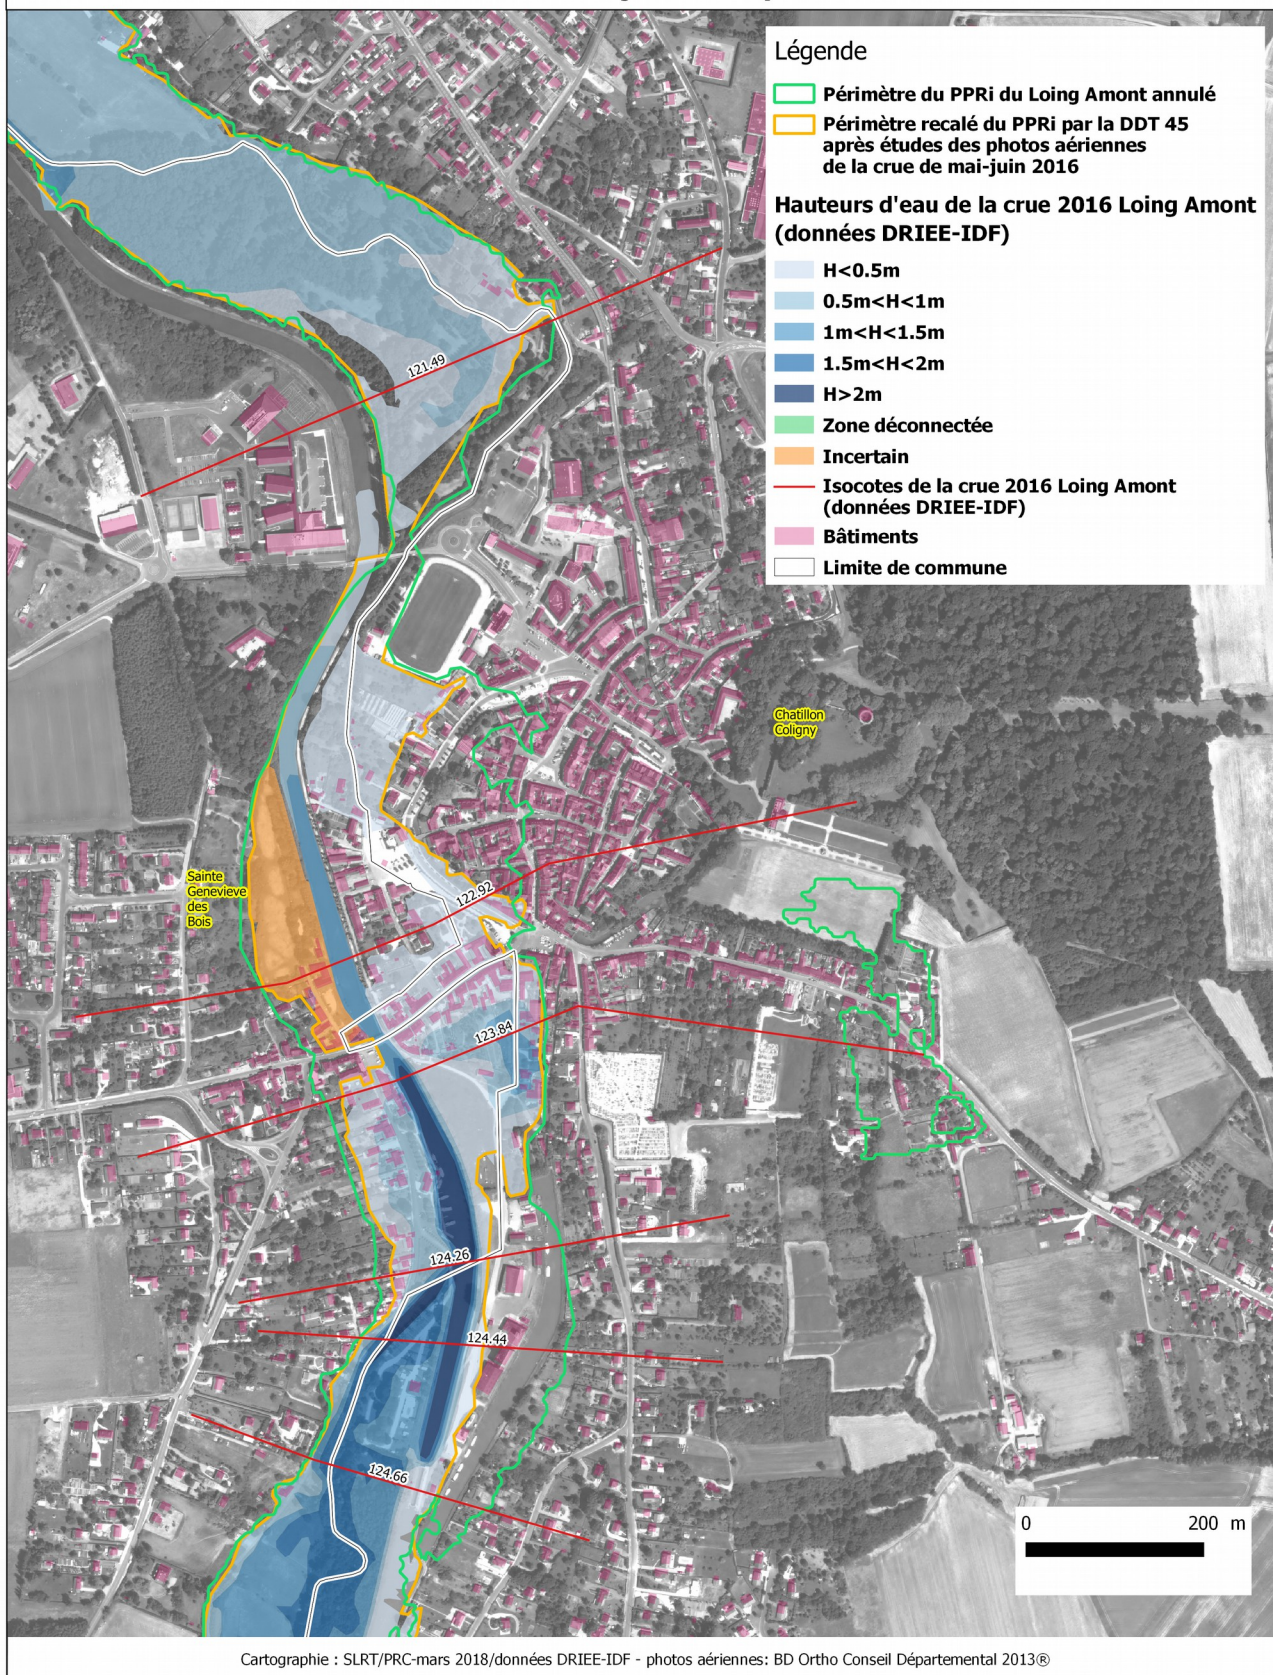 Légende
Périmètre du PPRi du Loing Amont annulé
Périmètre recalé du PPRi par la DDT 45
après études des photos aériennes
de la crue de mai-juin 2016
Hauteurs d'eau de la crue 2016 Loing Amont
(données DRIEE-IDF)
H<0.5m
0.5m<H<1m
1m<H<1.5m
1.5m<H<2m
H>2m
Zone déconnectée
Incertain
Isocotes de la crue 2016 Loing Amont
(données DRIEE-IDF)
Bâtiments
Limite de commune
121.49
Chatillon
Coligny
Sainte
Genevieve
des
Bois
122.92
123.84
124.26
124.44
124.66
0 200 m
Cartographie : SLRT/PRC-mars 2018/données DRIEE-IDF - photos aériennes: BD Ortho Conseil Départemental 2013®